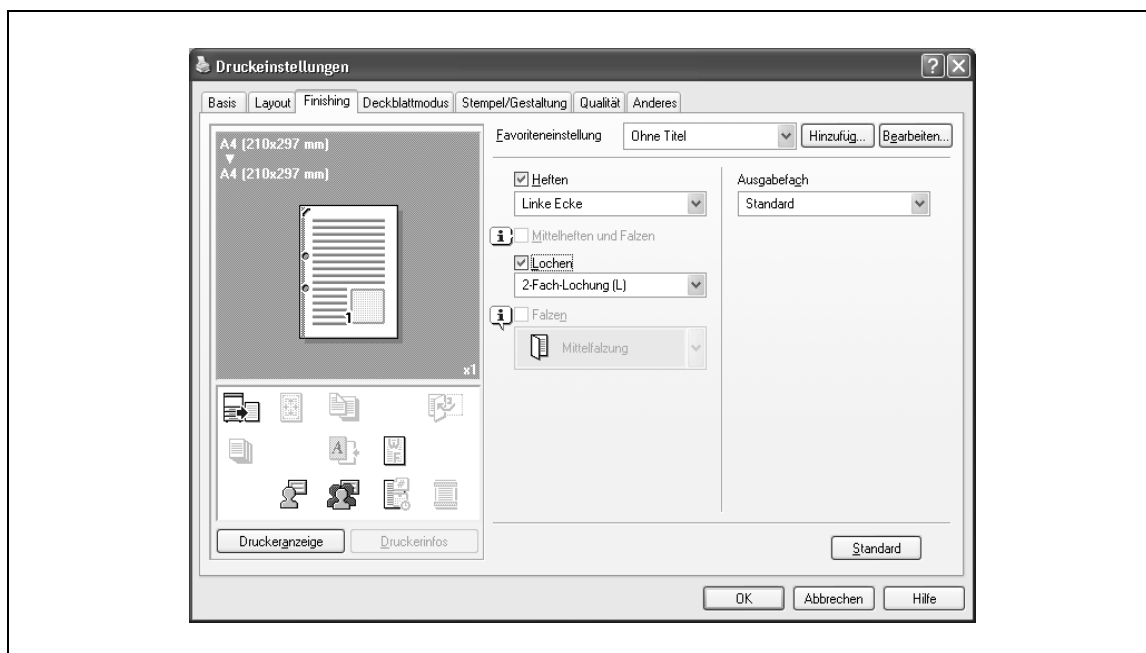 Druckeinstellungen
Basis Layout Finishing Deckblattmodus Stempel/Gestaltung Qualität Anderes
A4 (210x297 mm)
A4 (210x297 mm)
1
x1
Druckeranzeige Druckerinfos
Favoriteneinstellung Ohne Titel Hinzufüg... Bearbeiten...
Heften
Linke Ecke
Mittelheften und Falzen
Lochen
2-Fach-Lochung (L)
Falzen
Mittelfalzung
Ausgabefach
Standard
Standard
OK Abbrechen Hilfe